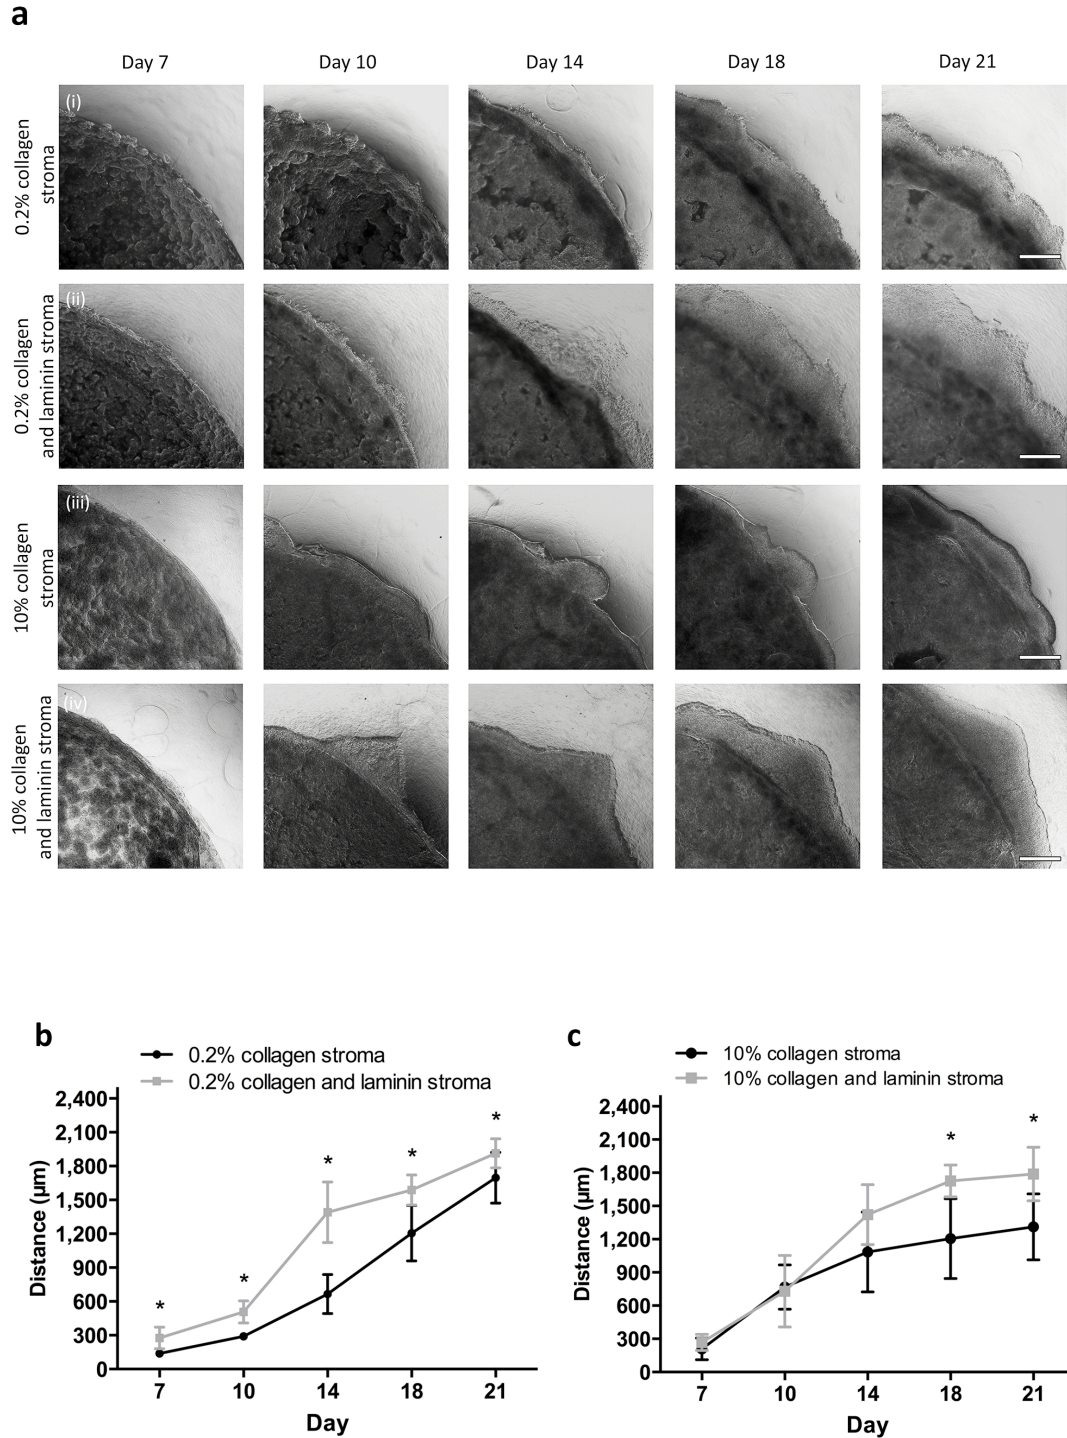 a
Day 7
Day 10
Day 14
Day 18
Day 21
0.2% collagen
stroma
(i)
0.2% collagen
and laminin stroma
(ii)
10% collagen
stroma
(iii)
10% collagen
and laminin stroma
(iv)
b
0.2% collagen stroma
0.2% collagen and laminin stroma
Distance (µm)
2,400
2,100
1,800
1,500
1,200
900
600
300
0
*
*
*
*
*
7
10
14
18
21
Day
c
10% collagen stroma
10% collagen and laminin stroma
Distance (µm)
2,400
2,100
1,800
1,500
1,200
900
600
300
0
*
*
7
10
14
18
21
Day